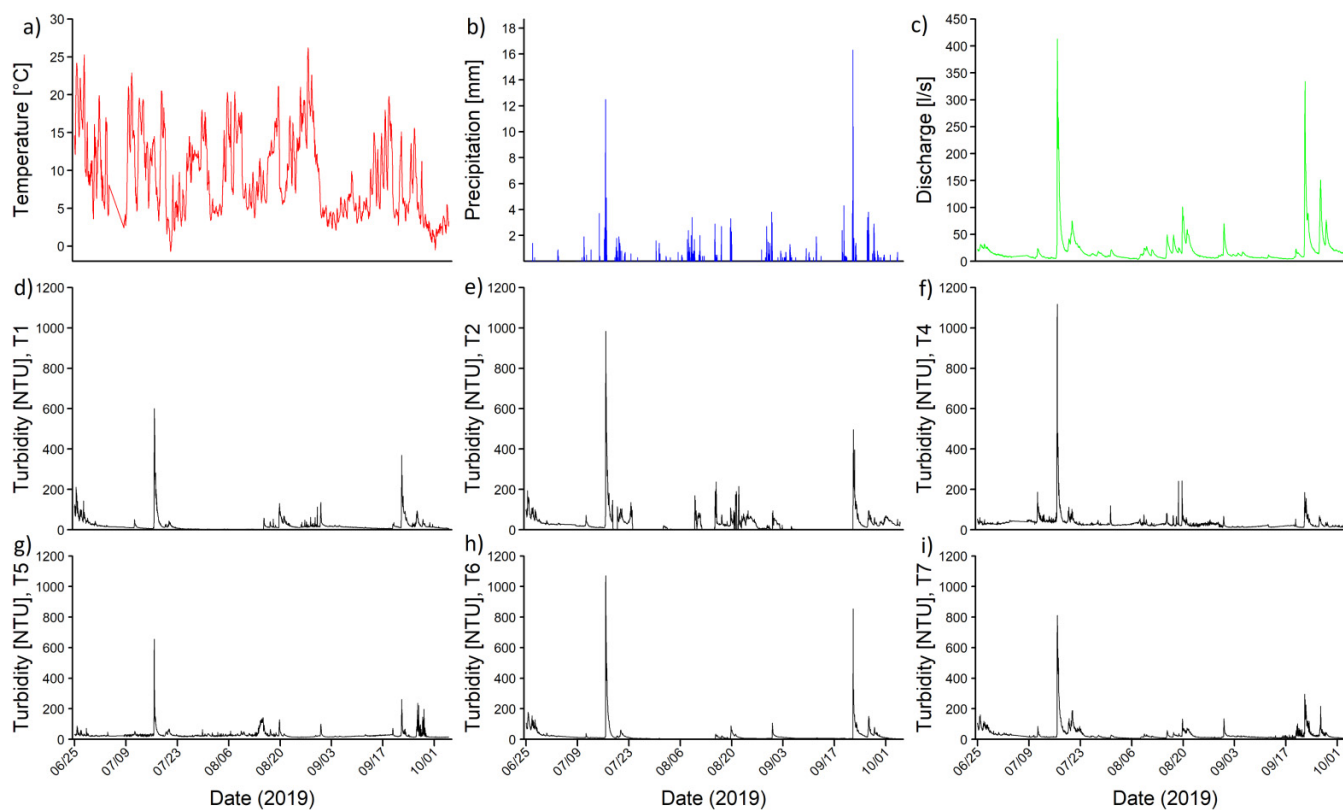 a)
Temperature [°C]
30
25
20
15
10
5
0
b)
Precipitation [mm]
18
16
14
12
10
8
6
4
2
c)
Discharge [l/s]
450
400
350
300
250
200
150
100
50
0
d)
Turbidity [NTU], T1
1200
1000
800
600
400
200
0
e)
Turbidity [NTU], T2
1200
1000
800
600
400
200
0
f)
Turbidity [NTU], T4
1200
1000
800
600
400
200
0
g)
Turbidity [NTU], T5
1200
1000
800
600
400
200
0
06/25 07/09 07/23 08/06 08/20 09/03 09/17 10/01
Date (2019)
h)
Turbidity [NTU], T6
1200
1000
800
600
400
200
0
06/25 07/09 07/23 08/06 08/20 09/03 09/17 10/01
Date (2019)
i)
Turbidity [NTU], T7
1200
1000
800
600
400
200
0
06/25 07/09 07/23 08/06 08/20 09/03 09/17 10/01
Date (2019)